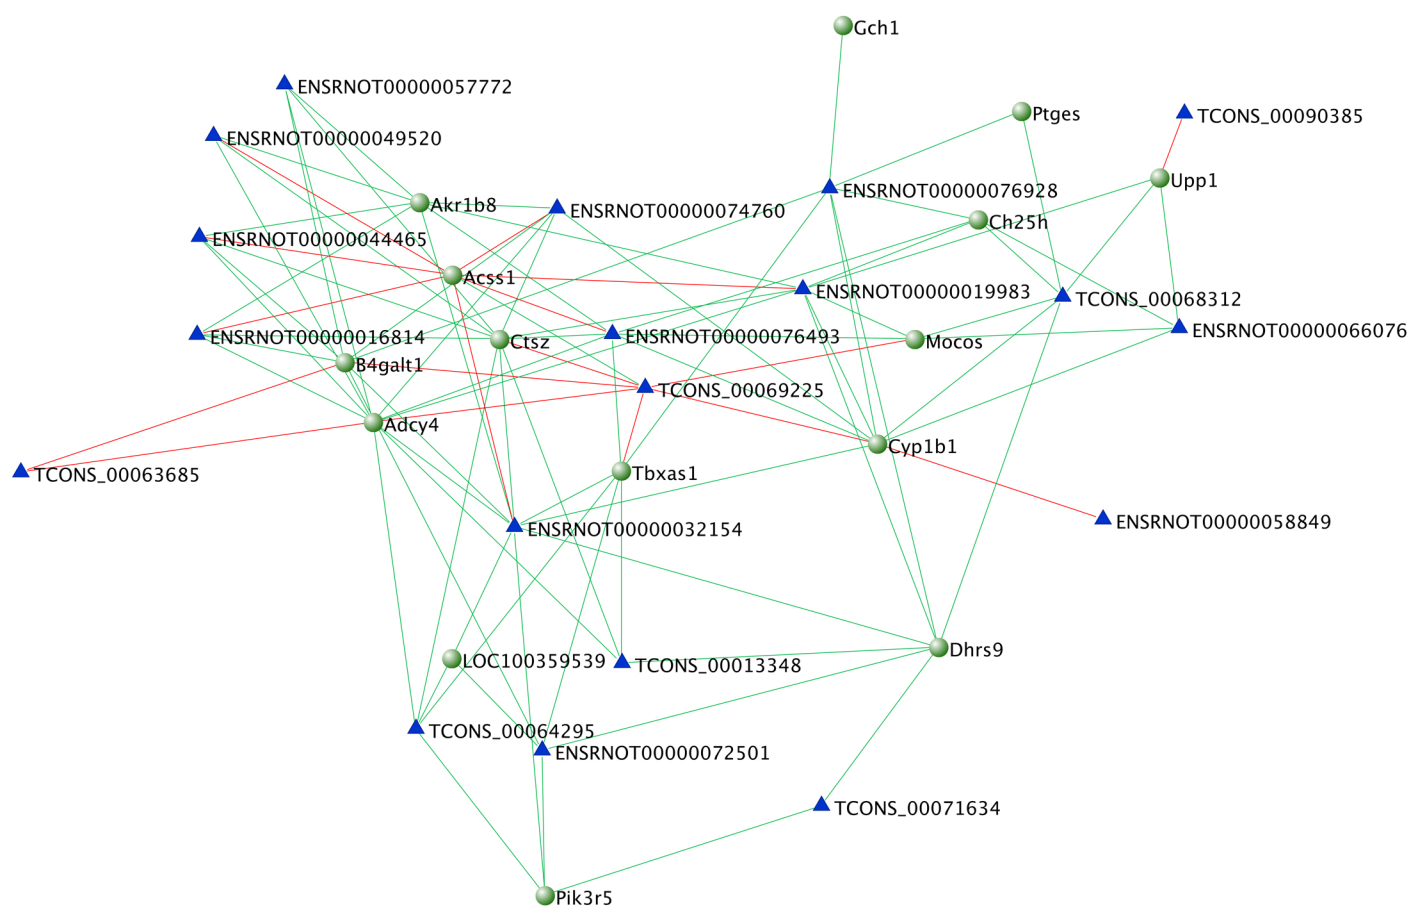 Gch1
ENSRNOT00000057772
Ptges
TCONS_00090385
ENSRNOT00000049520
Upp1
ENSRNOT00000076928
Akr1b8
ENSRNOT00000074760
Ch25h
ENSRNOT00000044465
Acss1
ENSRNOT00000019983
TCONS_00068312
ENSRNOT00000066076
ENSRNOT00000016814
Ctsz
ENSRNOT00000076493
Mocos
B4galt1
TCONS_00069225
Adcy4
Cyp1b1
TCONS_00063685
Tbxas1
ENSRNOT00000058849
ENSRNOT00000032154
Dhrs9
LOC100359539
TCONS_00013348
TCONS_00064295
ENSRNOT00000072501
TCONS_00071634
Pik3r5